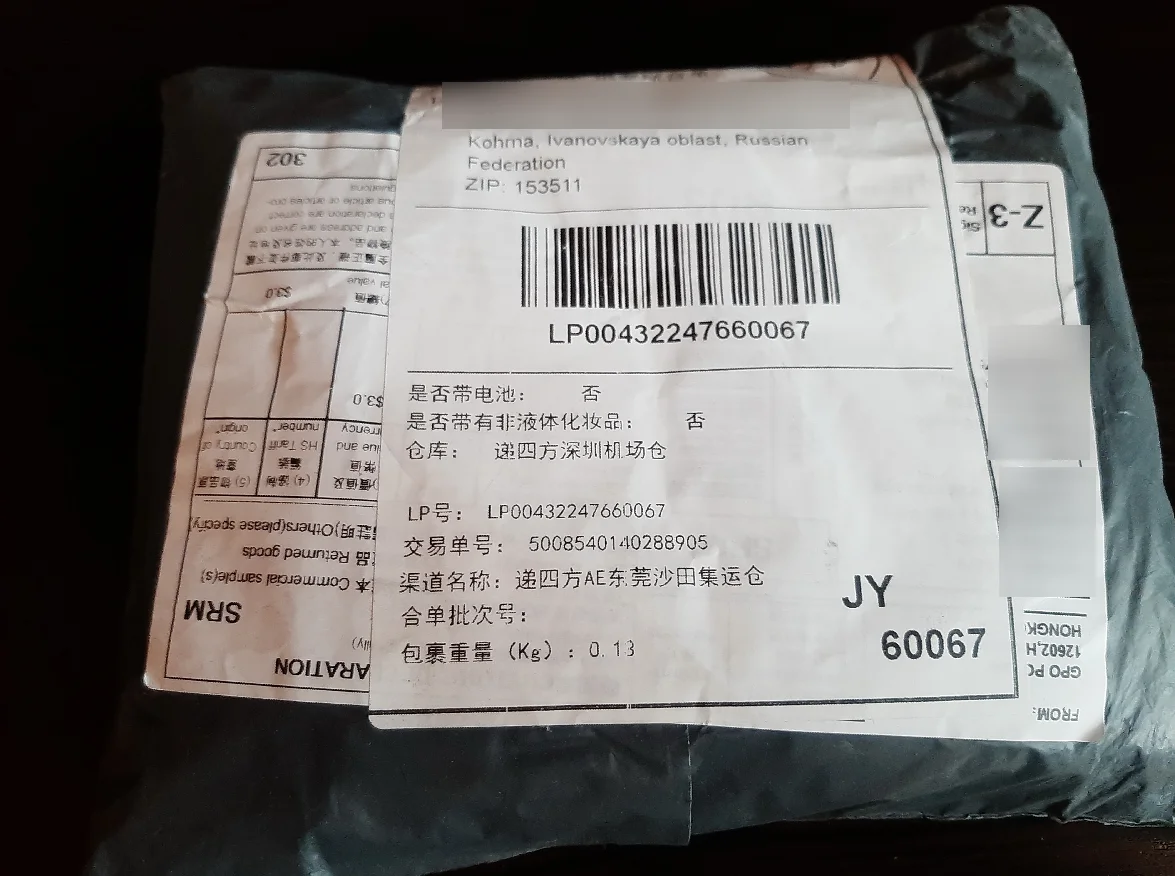 Kohma, Ivanovskaya oblast, Russian
Federation
ZIP: 153511
LP00432247660067
是否带电池： 否
是否带有非液体化妆品： 否
仓库： 递四方深圳机场仓
LP号： LP00432247660067
交易单号： 5008540140288905
渠道名称：递四方AE东莞沙田集运仓
合单批次号：
包裹重量（Kg）：0.13
JY
60067
302
$3.0
al value
$3.0
Country of
origin
HS Tariff
number
(please specify)
Returned goods
Commercial sample(s)
SRM
ARATION
Z-3
FROM:
GPO PO
12602,H
HONGK